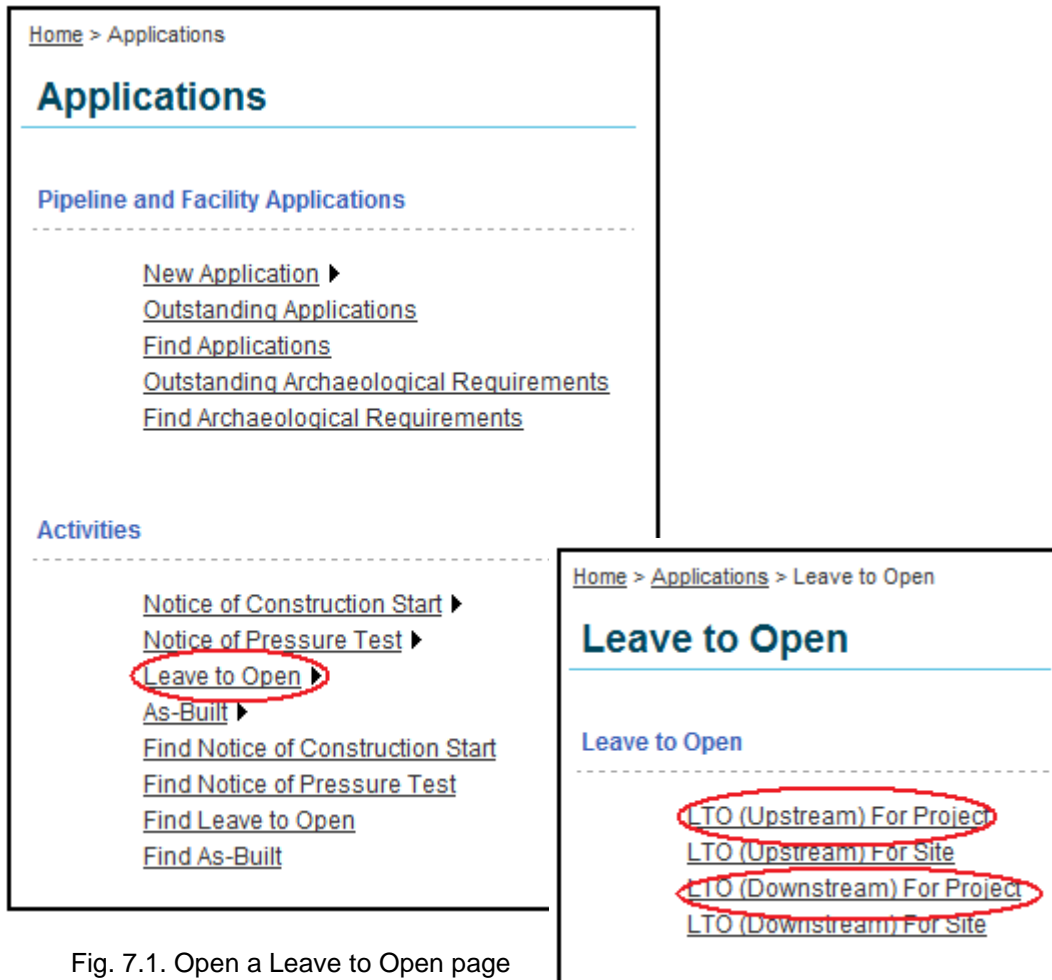 Home > Applications
Applications
Pipeline and Facility Applications
New Application
Outstanding Applications
Find Applications
Outstanding Archaeological Requirements
Find Archaeological Requirements
Activities
Notice of Construction Start
Notice of Pressure Test
Leave to Open
As-Built
Find Notice of Construction Start
Find Notice of Pressure Test
Find Leave to Open
Find As-Built
Home > Applications > Leave to Open
Leave to Open
Leave to Open
LTO (Upstream) For Project
LTO (Upstream) For Site
LTO (Downstream) For Project
LTO (Downstream) For Site
Fig. 7.1. Open a Leave to Open page